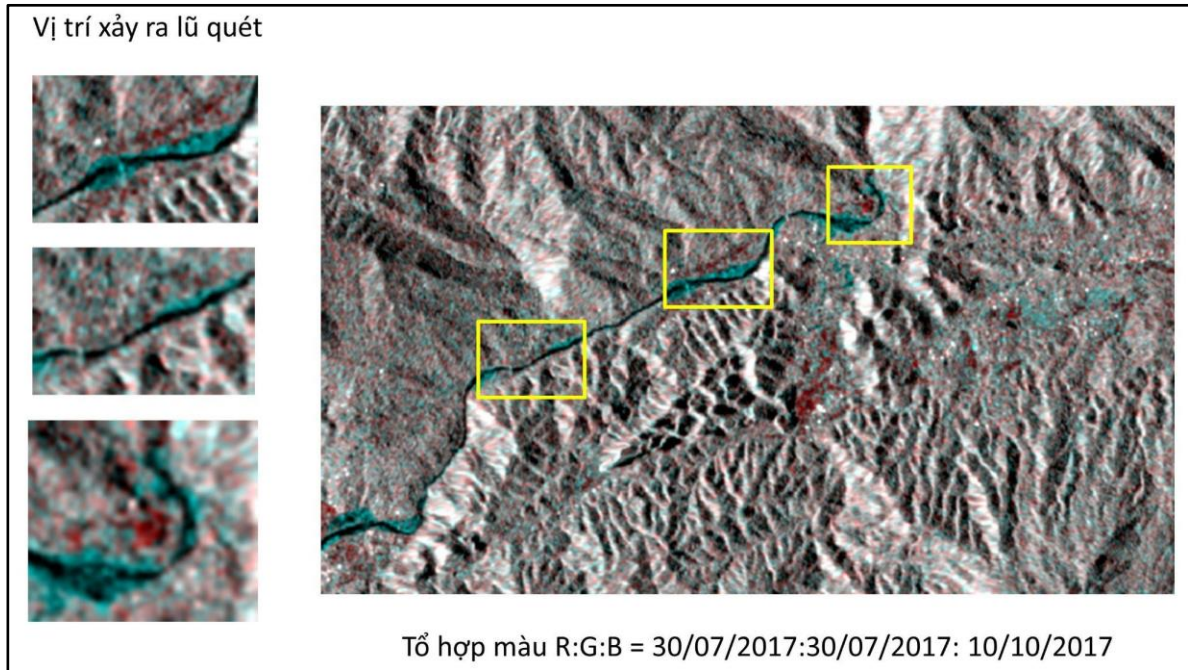 Vị trí xảy ra lũ quét
Tổ hợp màu R:G:B = 30/07/2017:30/07/2017: 10/10/2017